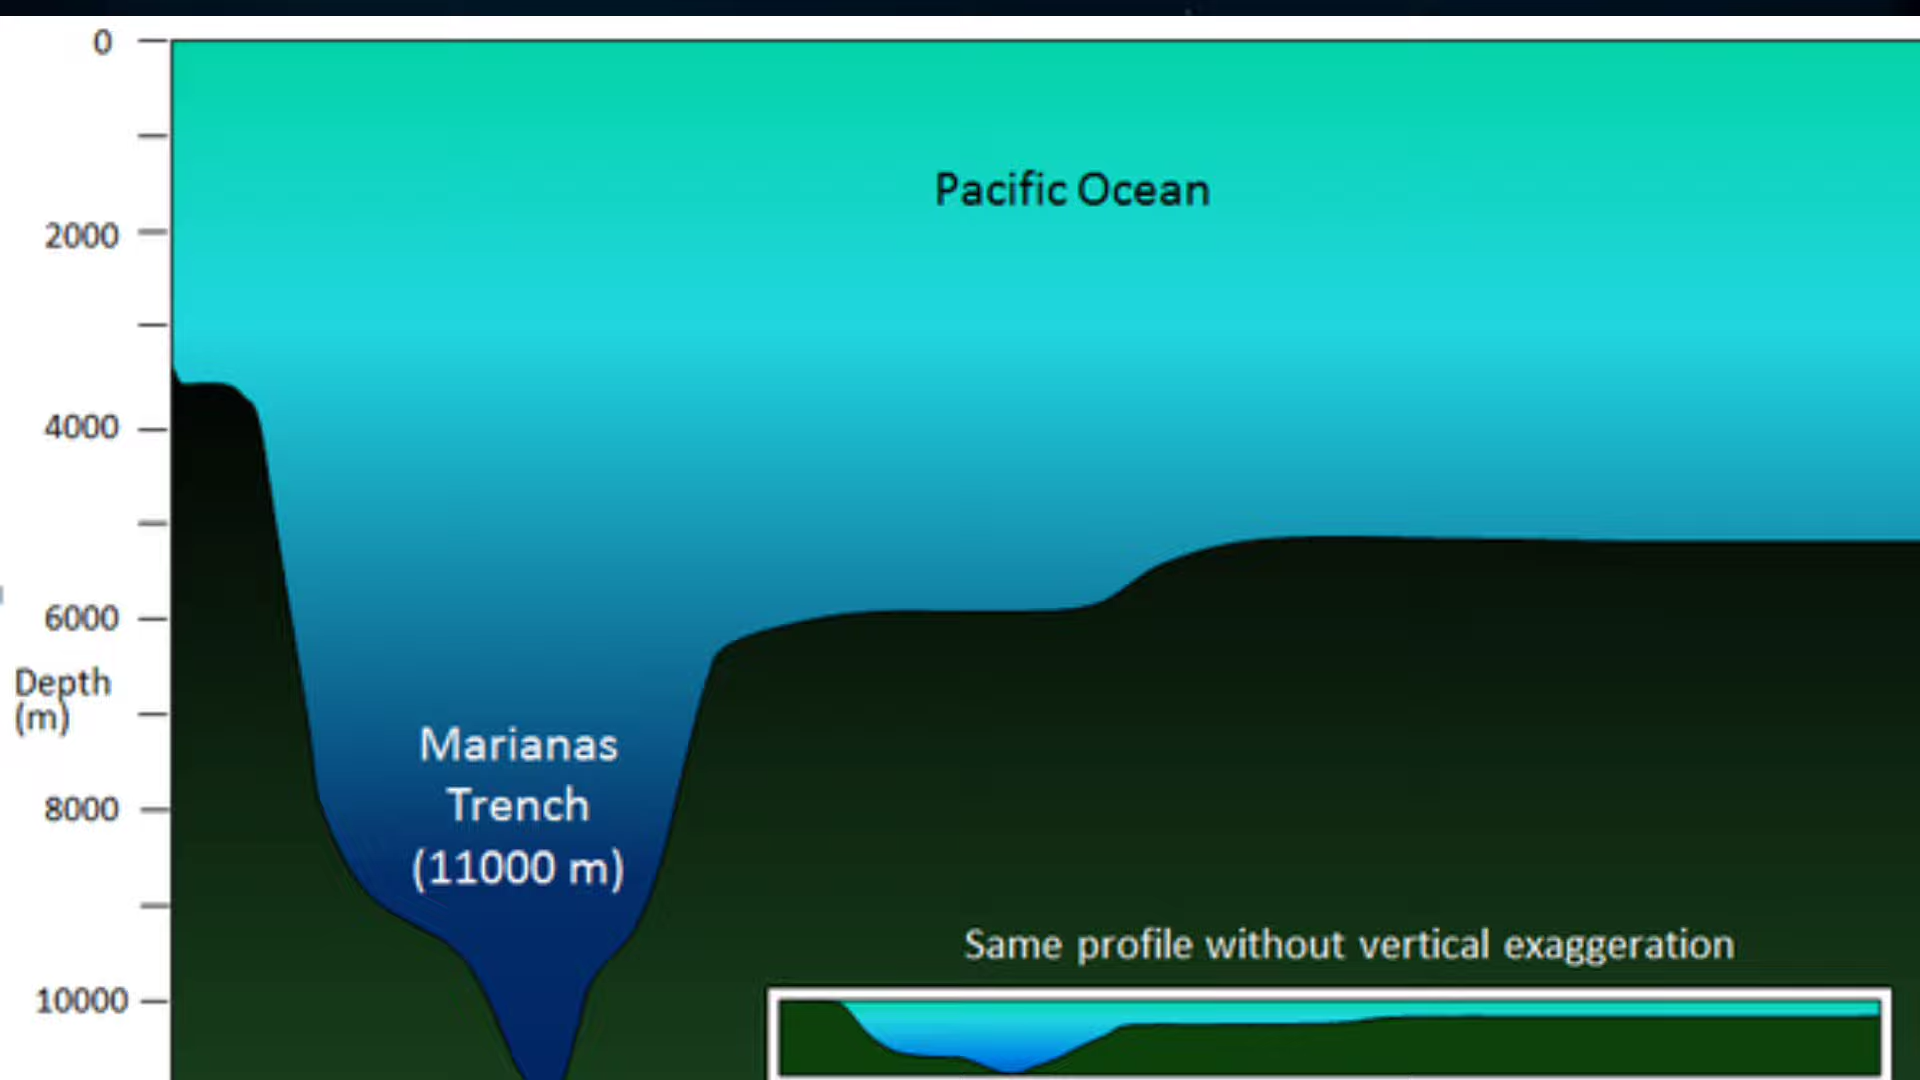 0
Pacific Ocean
2000
4000
6000
Depth
(m)
Marianas
Trench
(11000 m)
8000
Same profile without vertical exaggeration
10000